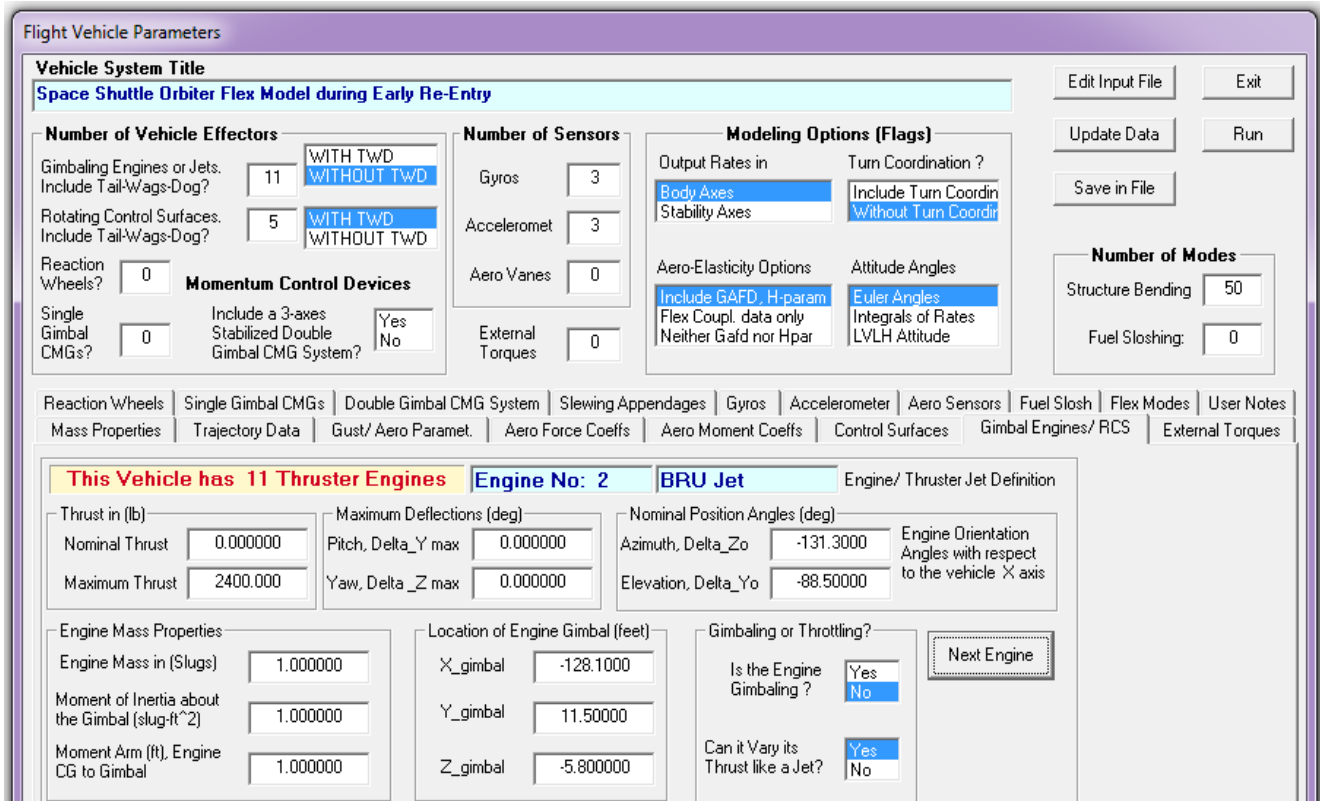 Flight Vehicle Parameters
Vehicle System Title
Space Shuttle Orbiter Flex Model during Early Re-Entry
Edit Input File
Exit
Update Data
Run
Save in File
Number of Vehicle Effectors
Gimbaling Engines or Jets.
Include Tail-Wags-Dog?
11
WITH TWD
WITHOUT TWD
Rotating Control Surfaces.
Include Tail-Wags-Dog?
5
WITH TWD
WITHOUT TWD
Reaction
Wheels?
0
Momentum Control Devices
Single
Gimbal
CMGs?
0
Include a 3-axes
Stabilized Double
Gimbal CMG System?
Yes
No
Number of Sensors
Gyros
3
Acceleromet
3
Aero Vanes
0
External
Torques
0
Modeling Options (Flags)
Output Rates in
Body Axes
Stability Axes
Turn Coordination ?
Include Turn Coordin
Without Turn Coordin
Aero-Elasticity Options
Include GAFD, H-param
Flex Coupl. data only
Neither Gafd nor Hpar
Attitude Angles
Euler Angles
Integrals of Rates
LVLH Attitude
Number of Modes
Structure Bending
50
Fuel Sloshing:
0
Reaction Wheels
Single Gimbal CMGs
Double Gimbal CMG System
Slewing Appendages
Gyros
Accelerometer
Aero Sensors
Fuel Slosh
Flex Modes
User Notes
Mass Properties
Trajectory Data
Gust/ Aero Paramet.
Aero Force Coeffs
Aero Moment Coeffs
Control Surfaces
Gimbal Engines/ RCS
External Torques
This Vehicle has 11 Thruster Engines
Engine No: 2
BRU Jet
Engine/ Thruster Jet Definition
Thrust in (lb)
Nominal Thrust
0.000000
Maximum Thrust
2400.000
Maximum Deflections (deg)
Pitch, Delta_Y max
0.000000
Yaw, Delta _Z max
0.000000
Nominal Position Angles (deg)
Azimuth, Delta_Zo
-131.3000
Elevation, Delta_Yo
-88.50000
Engine Orientation
Angles with respect
to the vehicle X axis
Engine Mass Properties
Engine Mass in (Slugs)
1.000000
Moment of Inertia about
the Gimbal (slug-ft^2)
1.000000
Moment Arm (ft), Engine
CG to Gimbal
1.000000
Location of Engine Gimbal (feet)
X_gimbal
-128.1000
Y_gimbal
11.50000
Z_gimbal
-5.800000
Gimbaling or Throttling?
Is the Engine
Gimbaling ?
Yes
No
Can it Vary its
Thrust like a Jet?
Yes
No
Next Engine